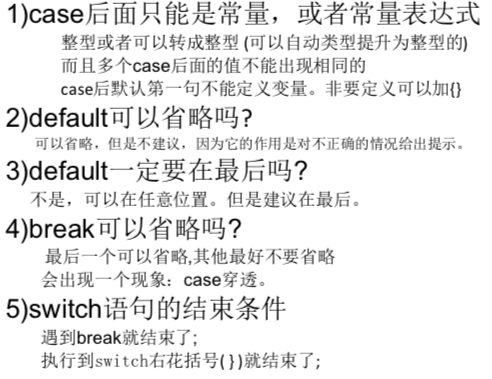 1)case后面只能是常量，或者常量表达式
整型或者可以转成整型 (可以自动类型提升为整型的)
而且多个case后面的值不能出现相同的
case后默认第一句不能定义变量。非要定义可以加{}
2)default可以省略吗?
可以省略，但是不建议，因为它的作用是对不正确的情况给出提示。
3)default一定要在最后吗?
不是，可以在任意位置。但是建议在最后。
4)break可以省略吗?
最后一个可以省略,其他最好不要省略
会出现一个现象：case穿透。
5)switch语句的结束条件
遇到break就结束了;
执行到switch右花括号(})就结束了;